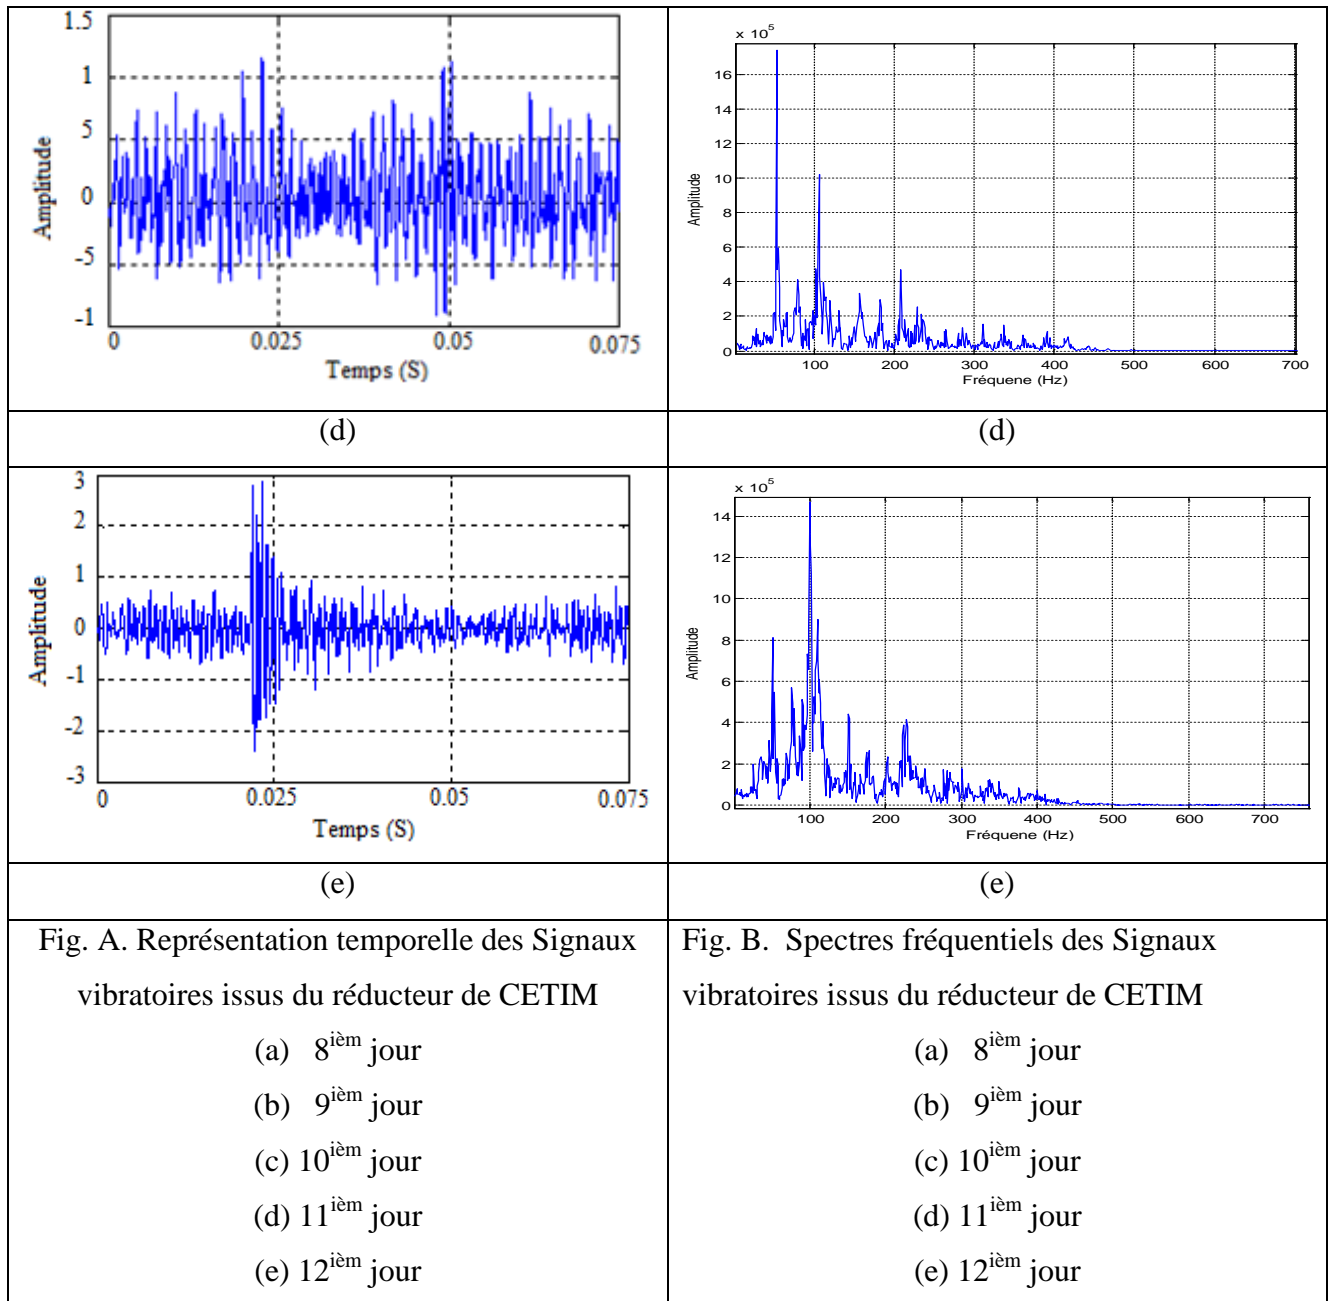 1.5
1
5
0
-5
-1
Amplitude
0 0.025 0.05 0.075
Temps (S)
x 10^5
16
14
12
10
8
6
4
2
0
Amplitude
100 200 300 400 500 600 700
Fréquene (Hz)
(d) (d)
3
2
1
0
-1
-2
-3
Amplitude
0 0.025 0.05 0.075
Temps (S)
x 10^5
14
12
10
8
6
4
2
0
Amplitude
100 200 300 400 500 600 700
Fréquene (Hz)
(e) (e)
Fig. A. Représentation temporelle des Signaux
vibratoires issus du réducteur de CETIM
(a) 8ièm jour
(b) 9ièm jour
(c) 10ièm jour
(d) 11ièm jour
(e) 12ièm jour
Fig. B. Spectres fréquentiels des Signaux
vibratoires issus du réducteur de CETIM
(a) 8ièm jour
(b) 9ièm jour
(c) 10ièm jour
(d) 11ièm jour
(e) 12ièm jour